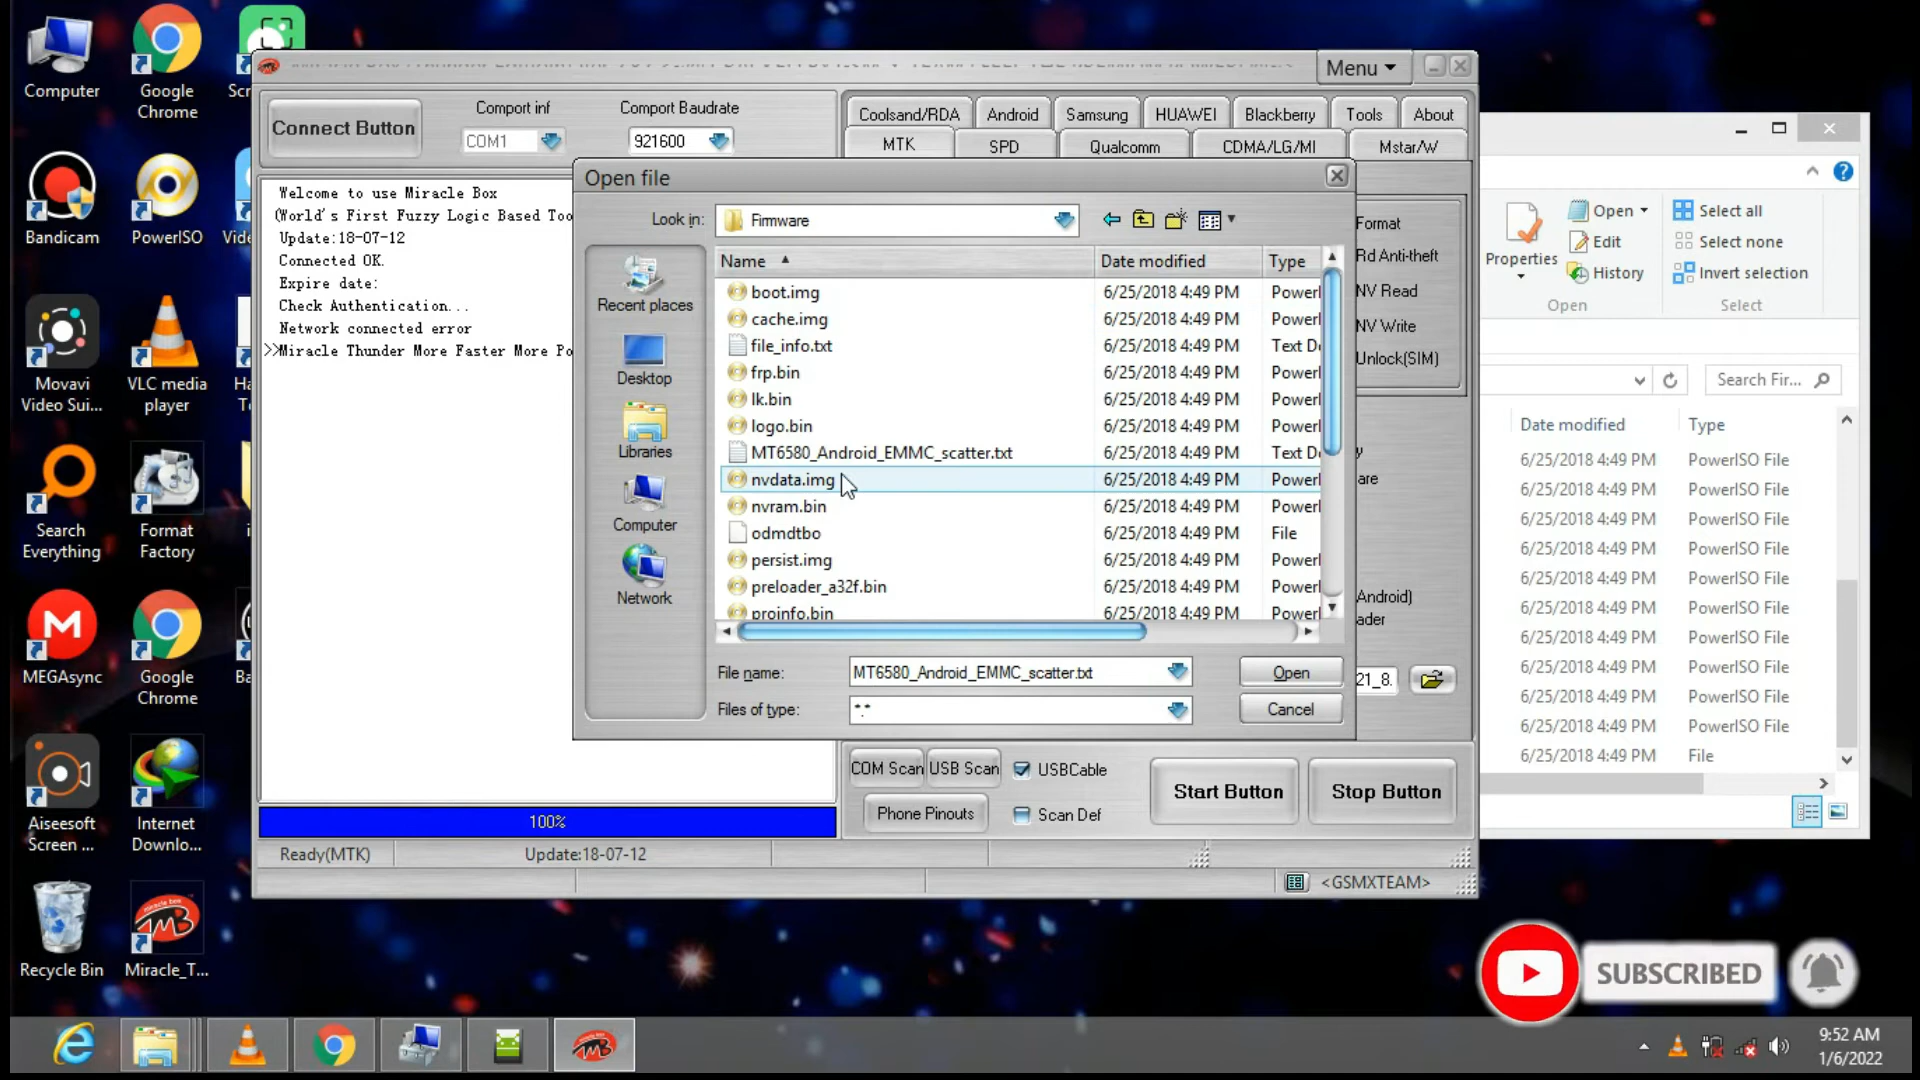 Computer
Google
Chrome
Scr
Bandicam
PowerISO
Vide
Movavi
Video Sui...
VLC media
player
Ha
T
Search
Everything
Format
Factory
MEGAsync
Google
Chrome
Ba
Aiseesoft
Screen ...
Internet
Downlo...
Recycle Bin
Miracle_T...
Menu
Connect Button
Comport inf
COM1
Comport Baudrate
921600
Coolsand/RDA
Android
Samsung
HUAWEI
Blackberry
Tools
About
MTK
SPD
Qualcomm
CDMA/LG/MI
Mstar/W
Welcome to use Miracle Box
(World's First Fuzzy Logic Based Too
Update:18-07-12
Connected OK.
Expire date:
Check Authentication...
Network connected error
>>Miracle Thunder More Faster More Po
Open file
Look in:
Firmware
Recent places
Desktop
Libraries
Computer
Network
Name
Date modified
Type
boot.img 6/25/2018 4:49 PM PowerI
cache.img 6/25/2018 4:49 PM PowerI
file_info.txt 6/25/2018 4:49 PM Text D
frp.bin 6/25/2018 4:49 PM PowerI
lk.bin 6/25/2018 4:49 PM PowerI
logo.bin 6/25/2018 4:49 PM PowerI
MT6580_Android_EMMC_scatter.txt 6/25/2018 4:49 PM Text D
nvdata.img 6/25/2018 4:49 PM PowerI
nvram.bin 6/25/2018 4:49 PM PowerI
odmdtbo 6/25/2018 4:49 PM File
persist.img 6/25/2018 4:49 PM PowerI
preloader_a32f.bin 6/25/2018 4:49 PM PowerI
proinfo.bin 6/25/2018 4:49 PM PowerI
File name:
MT6580_Android_EMMC_scatter.txt
Open
Files of type:
*.*
Cancel
Format
Rd Anti-theft
NV Read
NV Write
Unlock(SIM)
y
are
Android)
ader
21_8.
COM Scan
USB Scan
USBCable
Phone Pinouts
Scan Def
Start Button
Stop Button
100%
Ready(MTK)
Update:18-07-12
<GSMXTEAM>
Properties
Open
Edit
History
Open
Select all
Select none
Invert selection
Select
Search Fir...
Date modified
Type
6/25/2018 4:49 PM PowerISO File
6/25/2018 4:49 PM PowerISO File
6/25/2018 4:49 PM PowerISO File
6/25/2018 4:49 PM PowerISO File
6/25/2018 4:49 PM PowerISO File
6/25/2018 4:49 PM PowerISO File
6/25/2018 4:49 PM PowerISO File
6/25/2018 4:49 PM PowerISO File
6/25/2018 4:49 PM PowerISO File
6/25/2018 4:49 PM PowerISO File
6/25/2018 4:49 PM File
SUBSCRIBED
9:52 AM
1/6/2022